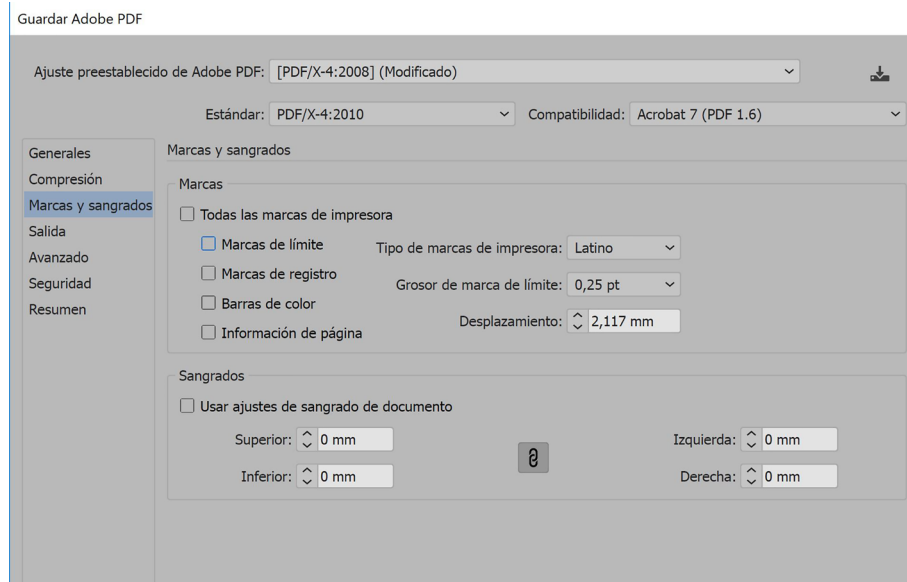 Guardar Adobe PDF
Ajuste preestablecido de Adobe PDF: [PDF/X-4:2008] (Modificado)
Estándar: PDF/X-4:2010 Compatibilidad: Acrobat 7 (PDF 1.6)
Generales
Compresión
Marcas y sangrados
Salida
Avanzado
Seguridad
Resumen
Marcas y sangrados
Marcas
Todas las marcas de impresora
Marcas de límite
Marcas de registro
Barras de color
Información de página
Tipo de marcas de impresora: Latino
Grosor de marca de límite: 0,25 pt
Desplazamiento: 2,117 mm
Sangrados
Usar ajustes de sangrado de documento
Superior: 0 mm
Inferior: 0 mm
Izquierda: 0 mm
Derecha: 0 mm